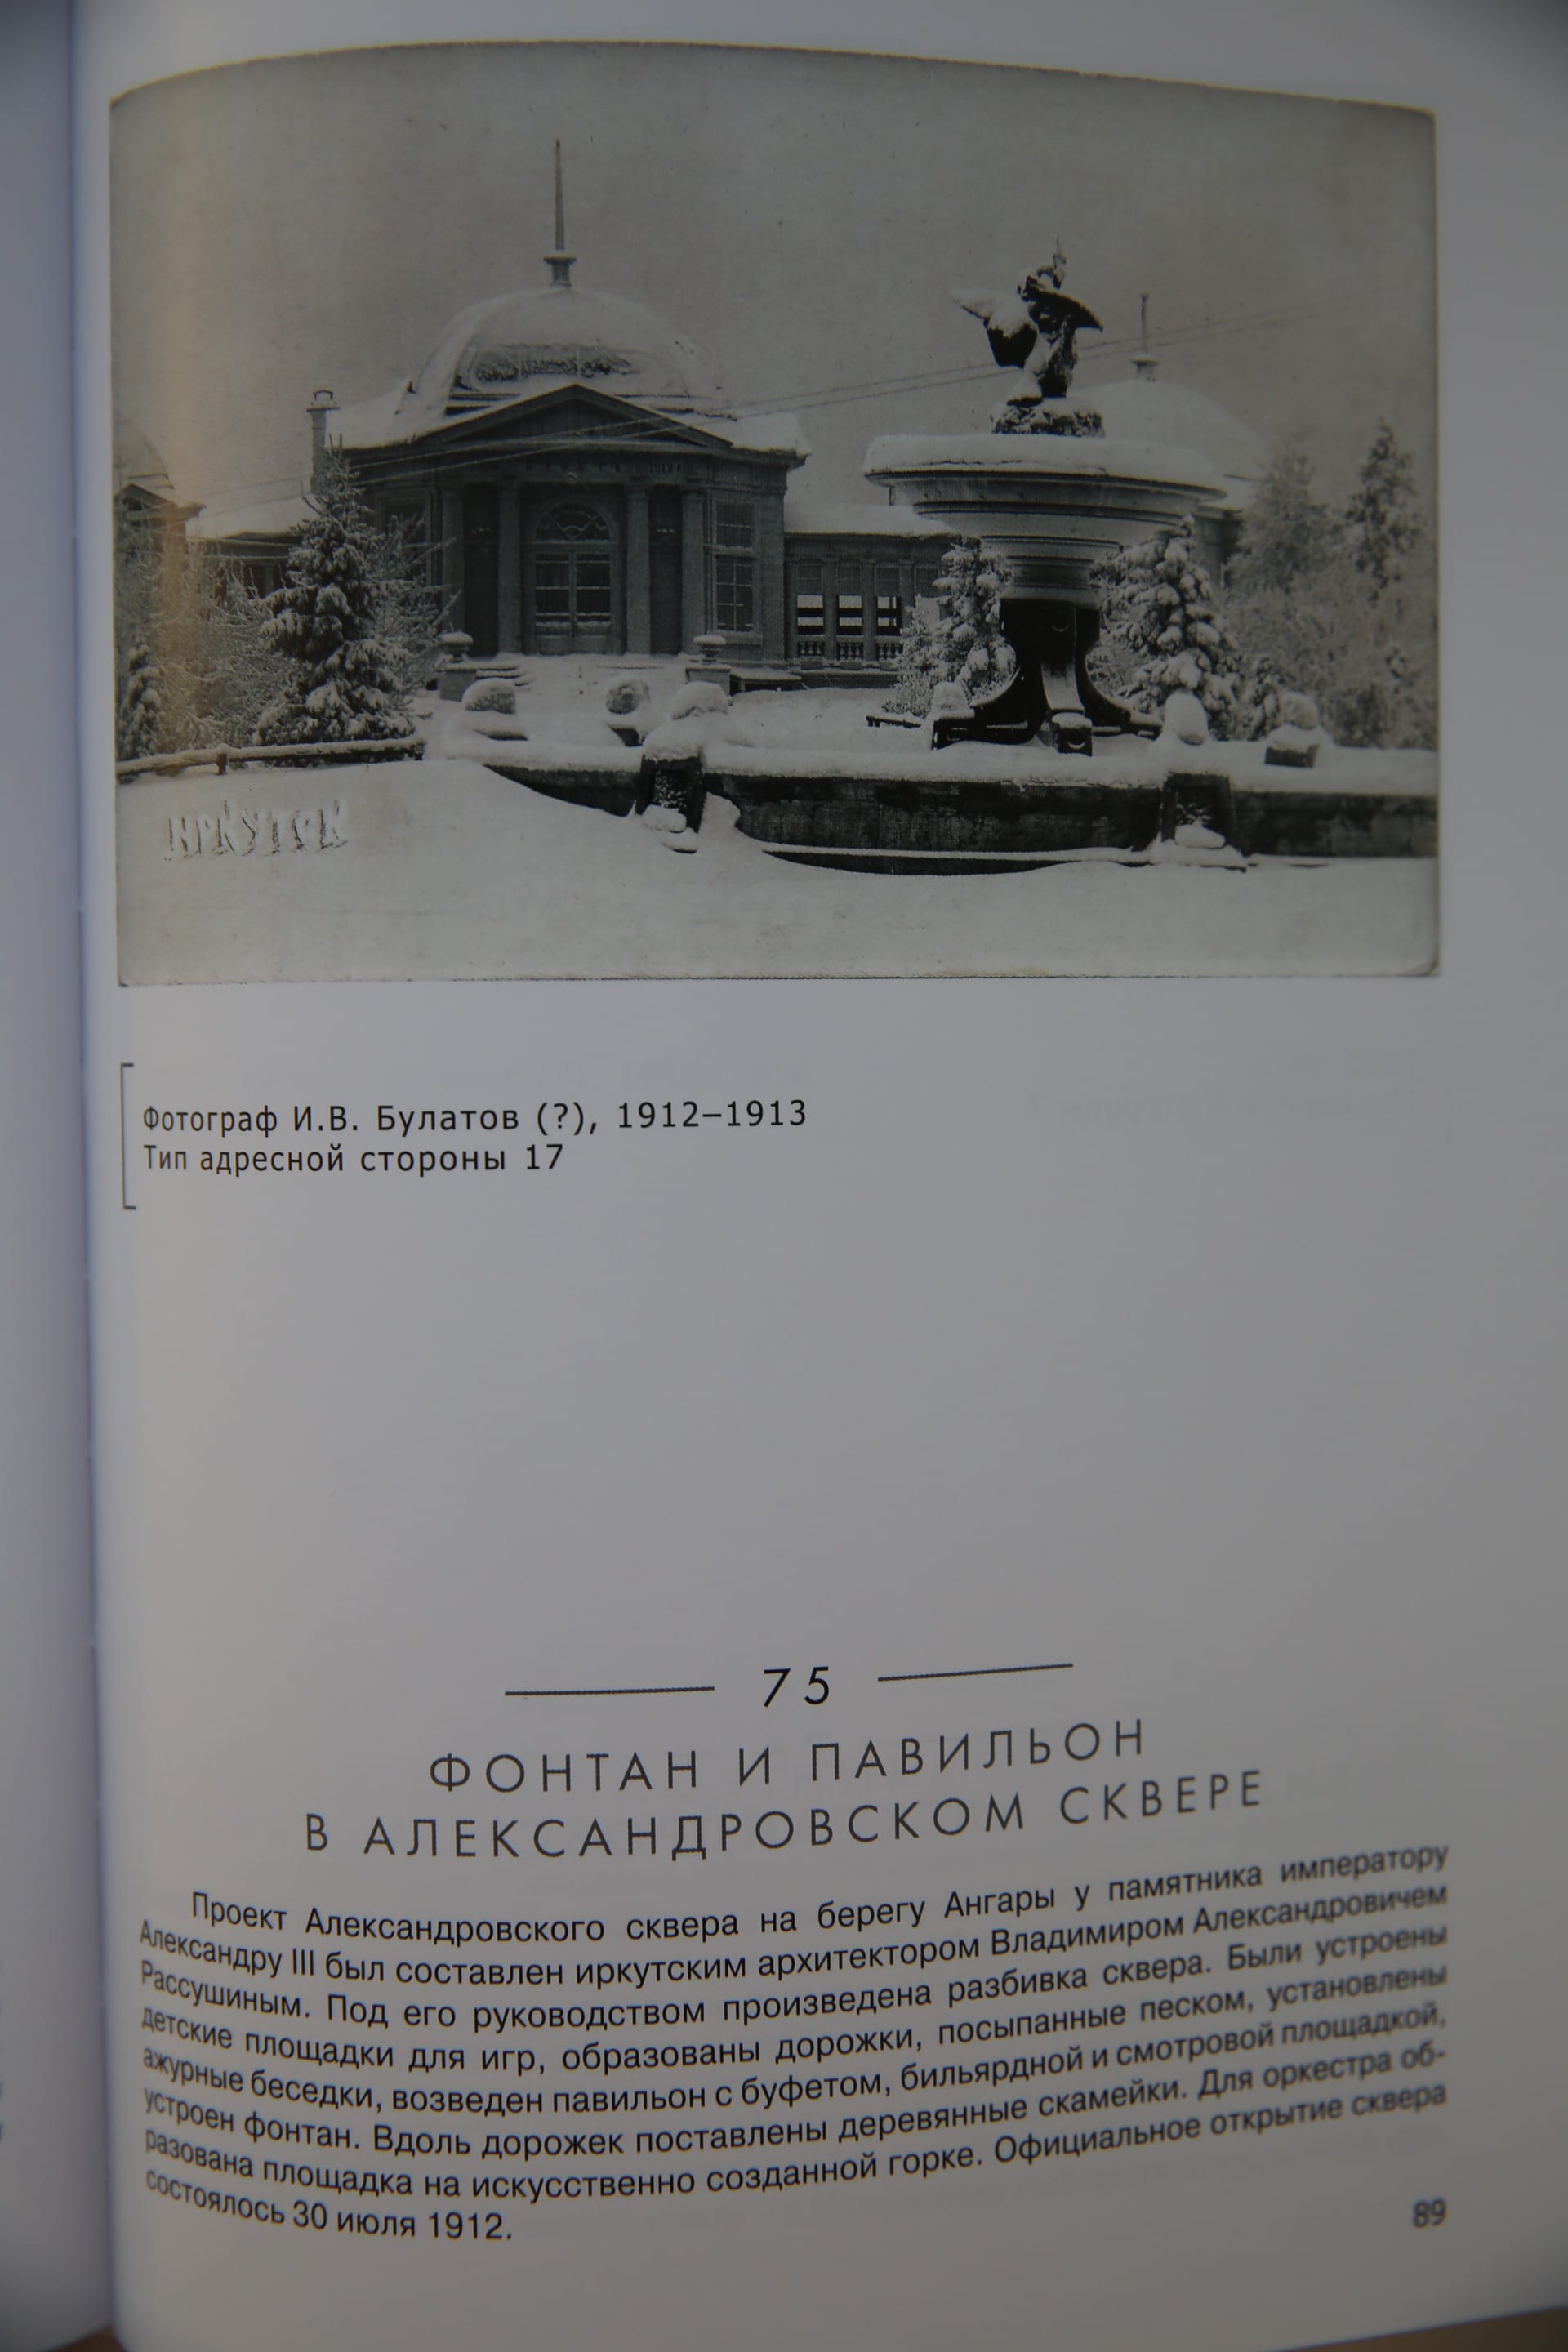 ИРКУТСК
Фотограф И.В. Булатов (?), 1912–1913
Тип адресной стороны 17
75
ФОНТАН И ПАВИЛЬОН
В АЛЕКСАНДРОВСКОМ СКВЕРЕ
Проект Александровского сквера на берегу Ангары у памятника императору
Александру III был составлен иркутским архитектором Владимиром Александровичем
Рассушиным. Под его руководством произведена разбивка сквера. Были устроены
детские площадки для игр, образованы дорожки, посыпанные песком, установлены
ажурные беседки, возведен павильон с буфетом, бильярдной и смотровой площадкой,
устроен фонтан. Вдоль дорожек поставлены деревянные скамейки. Для оркестра об-
разована площадка на искусственно созданной горке. Официальное открытие сквера
состоялось 30 июля 1912.
89